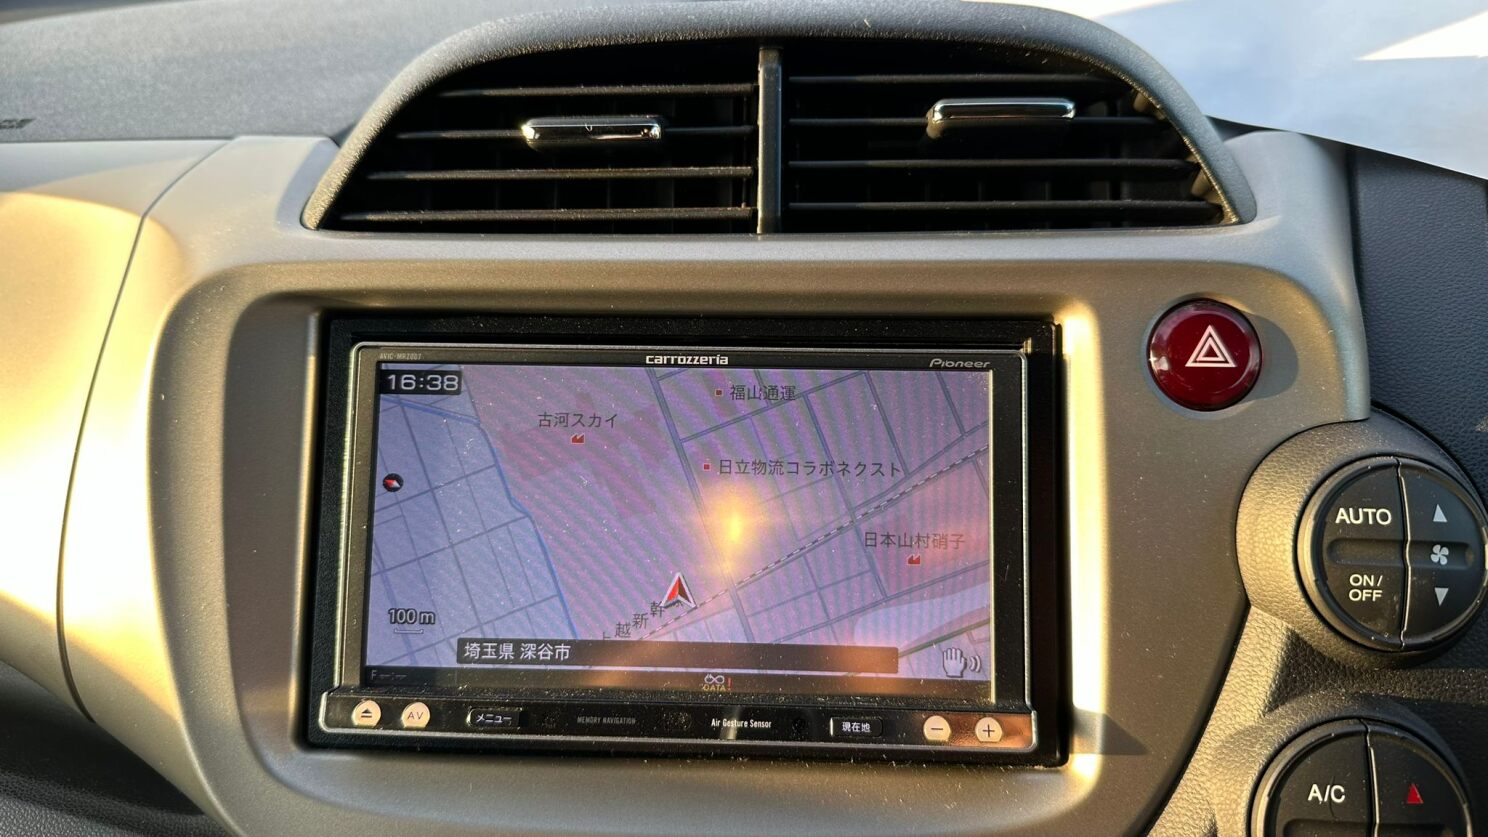 AVIC-MRZ007
carrozzeria
Pioneer
16:38
福山通運
古河スカイ
日立物流コラボネクスト
日本山村硝子
100m
上越新幹
埼玉県 深谷市
DATA!
AV
メニュー
MEMORY NAVIGATION
Air Gesture Sensor
現在地
AUTO
ON/
OFF
A/C